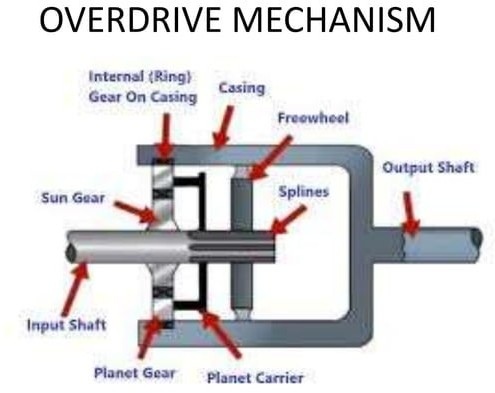 OVERDRIVE MECHANISM
Internal (Ring)
Gear On Casing
Casing
Freewheel
Output Shaft
Sun Gear
Splines
Input Shaft
Planet Gear
Planet Carrier